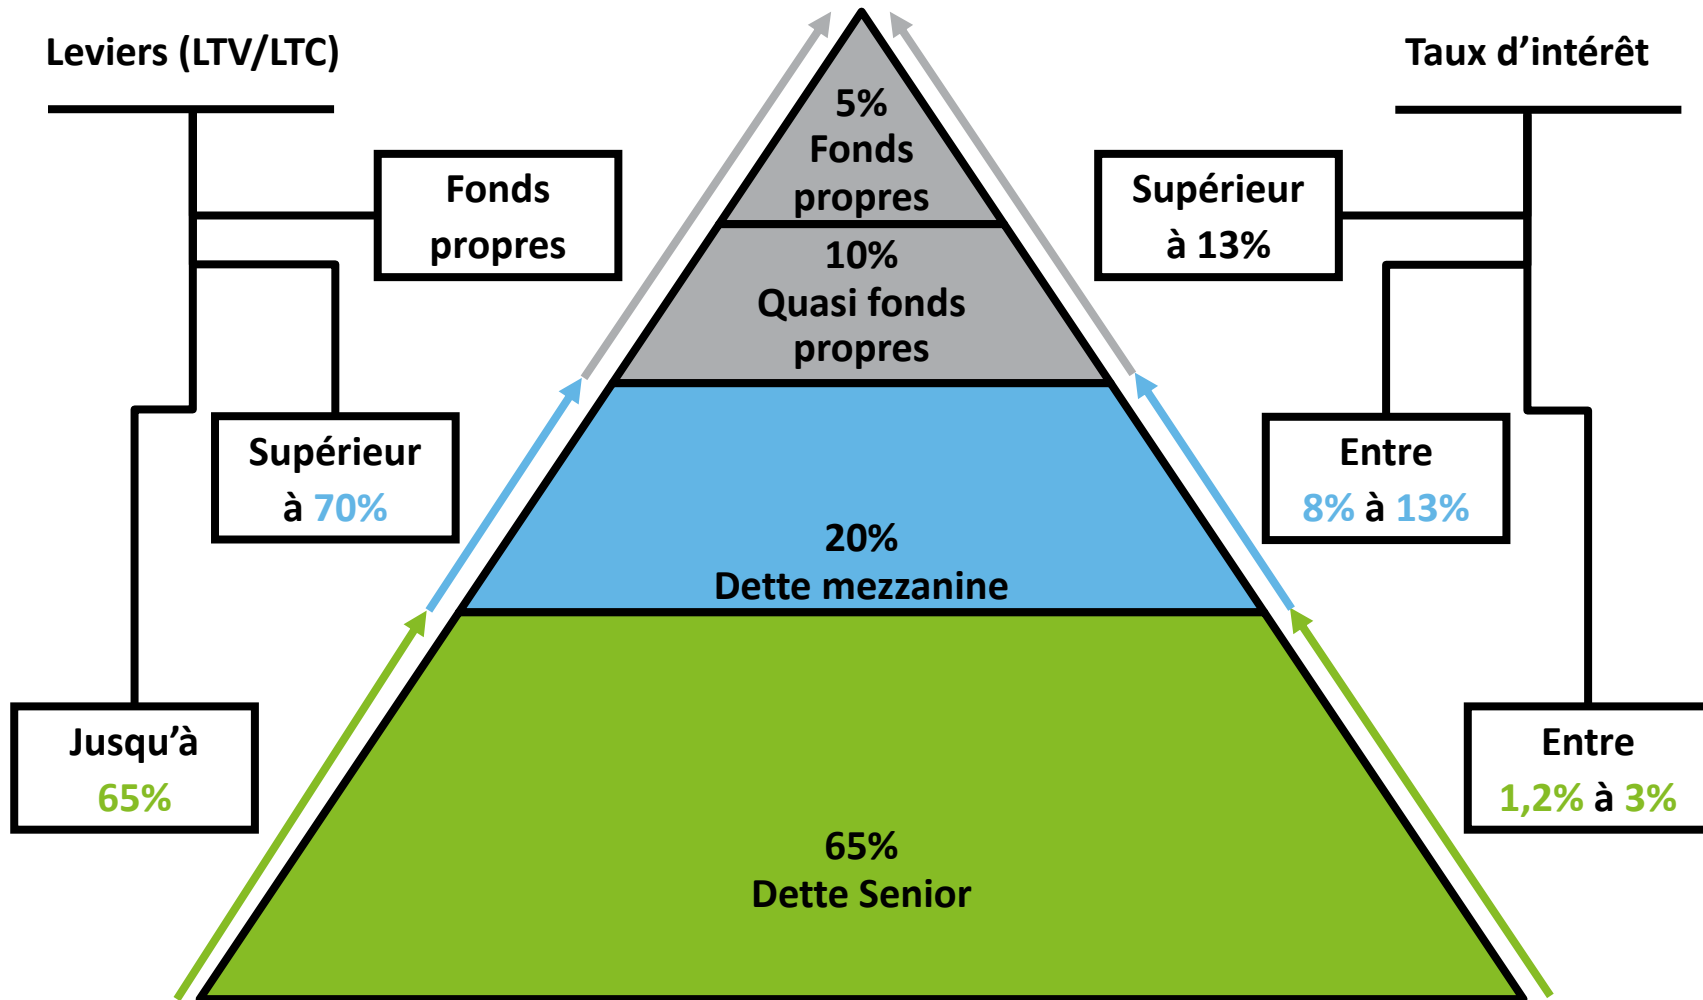 Leviers (LTV/LTC)
Taux d’intérêt
5%
Fonds
propres
Fonds
propres
Supérieur
à 13%
10%
Quasi fonds
propres
Supérieur
à 70%
Entre
8% à 13%
20%
Dette mezzanine
Jusqu’à
65%
Entre
1,2% à 3%
65%
Dette Senior